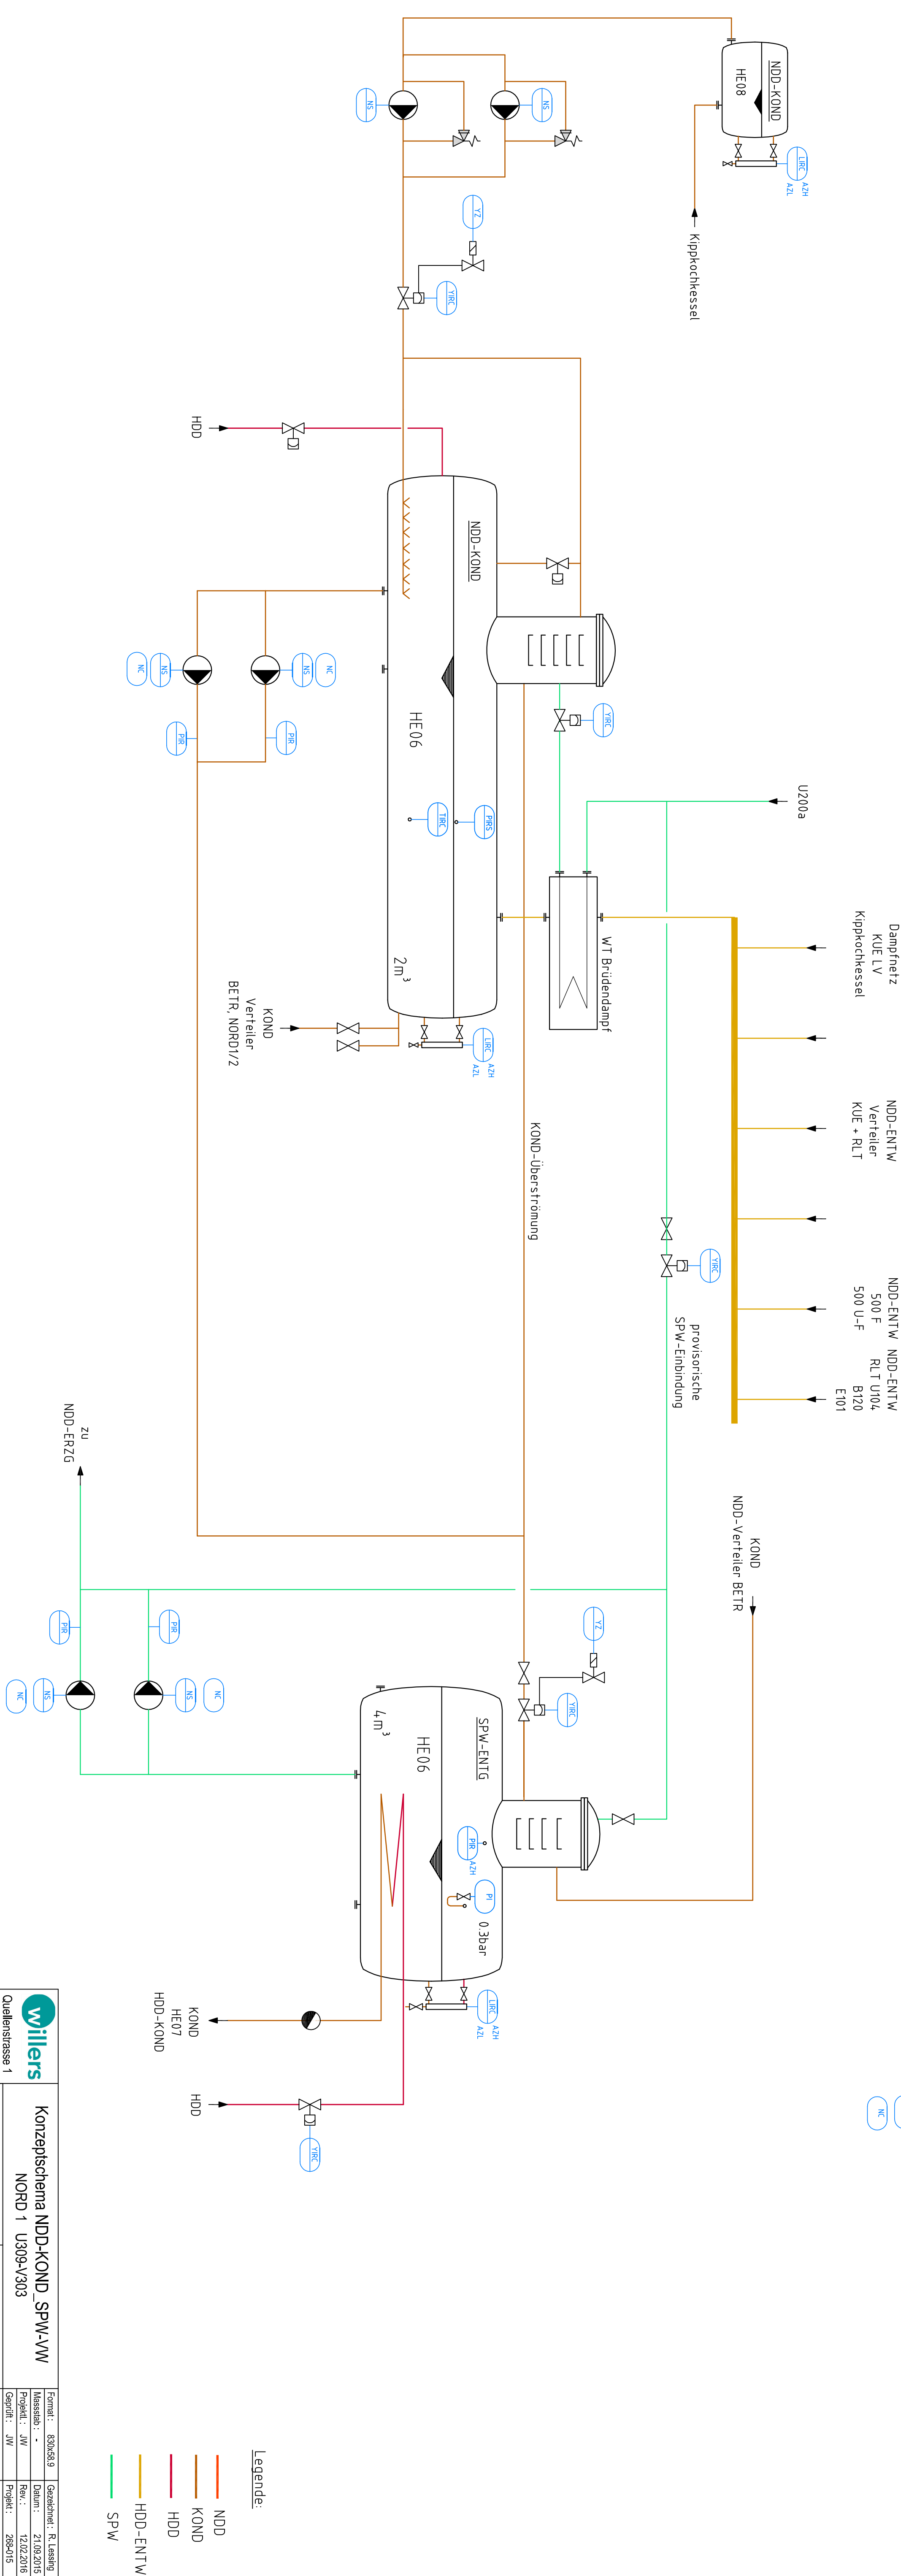 NDD-KOND
HE08
LIRC
AZH
AZL
Kippkochkessel
NS
NS
YZ
YIRC
HDD
NDD-KOND
HE06
2m³
NS
NC
NS
NC
PIR
PIR
TIRC
PIRS
YIRC
U200a
WT Brüdendampf
LIRC
AZH
AZL
KOND
Verteiler
BETR, NORD1/2
Dampfnetz
KUE LV
Kippkochkessel
NDD-ENTW
Verteiler
KUE + RLT
NDD-ENTW
500 F
500 U-F
NDD-ENTW
RLT U104
B120
E101
KOND-Überströmung
YIRC
provisorische
SPW-Einbindung
zu
NDD-ERZG
KOND
NDD-Verteiler BETR
PIR
PIR
NS
NC
NS
NC
YZ
YIRC
SPW-ENTG
HE06
4m³
PIR
AZH
PI
0.3bar
LIRC
AZH
AZL
KOND
HE07
HDD-KOND
HDD
YIRC
NC
willers
Quellenstrasse 1
Konzeptschema NDD-KOND_SPW-VW
NORD 1 U309-V303
Format : 830x58.9
Massstab : -
Projektl. : JW
Geprüft : JW
Gezeichnet : R. Lessing
Datum : 21.09.2015
Rev. : 12.02.2016
Projekt : 268-015
Legende:
NDD
KOND
HDD
HDD-ENTW
SPW